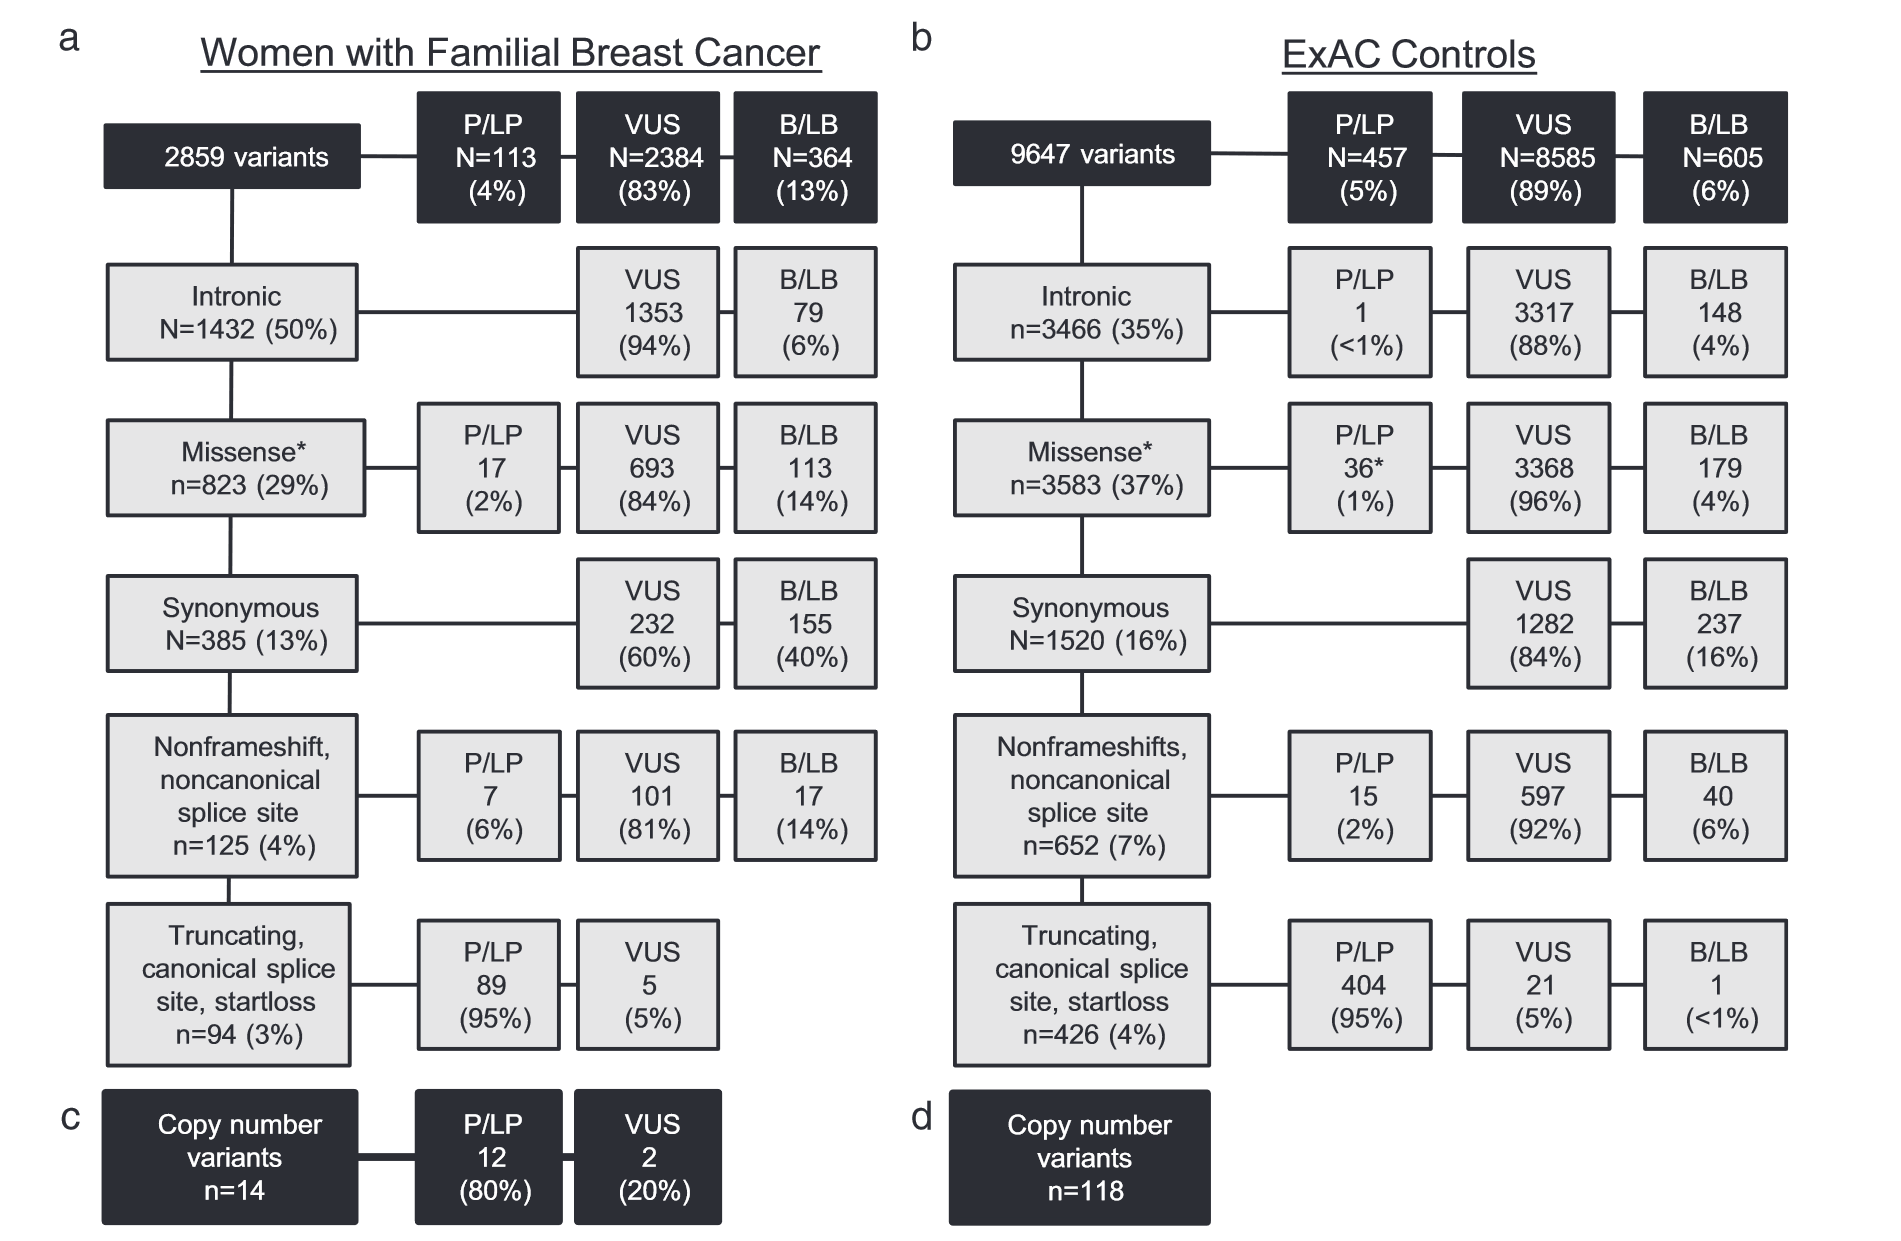 a
Women with Familial Breast Cancer
2859 variants
P/LP
N=113
(4%)
VUS
N=2384
(83%)
B/LB
N=364
(13%)
Intronic
N=1432 (50%)
VUS
1353
(94%)
B/LB
79
(6%)
Missense*
n=823 (29%)
P/LP
17
(2%)
VUS
693
(84%)
B/LB
113
(14%)
Synonymous
N=385 (13%)
VUS
232
(60%)
B/LB
155
(40%)
Nonframeshift,
noncanonical
splice site
n=125 (4%)
P/LP
7
(6%)
VUS
101
(81%)
B/LB
17
(14%)
Truncating,
canonical splice
site, startloss
n=94 (3%)
P/LP
89
(95%)
VUS
5
(5%)
b
ExAC Controls
9647 variants
P/LP
N=457
(5%)
VUS
N=8585
(89%)
B/LB
N=605
(6%)
Intronic
n=3466 (35%)
P/LP
1
(<1%)
VUS
3317
(88%)
B/LB
148
(4%)
Missense*
n=3583 (37%)
P/LP
36*
(1%)
VUS
3368
(96%)
B/LB
179
(4%)
Synonymous
N=1520 (16%)
VUS
1282
(84%)
B/LB
237
(16%)
Nonframeshifts,
noncanonical
splice site
n=652 (7%)
P/LP
15
(2%)
VUS
597
(92%)
B/LB
40
(6%)
Truncating,
canonical splice
site, startloss
n=426 (4%)
P/LP
404
(95%)
VUS
21
(5%)
B/LB
1
(<1%)
c
Copy number
variants
n=14
P/LP
12
(80%)
VUS
2
(20%)
d
Copy number
variants
n=118